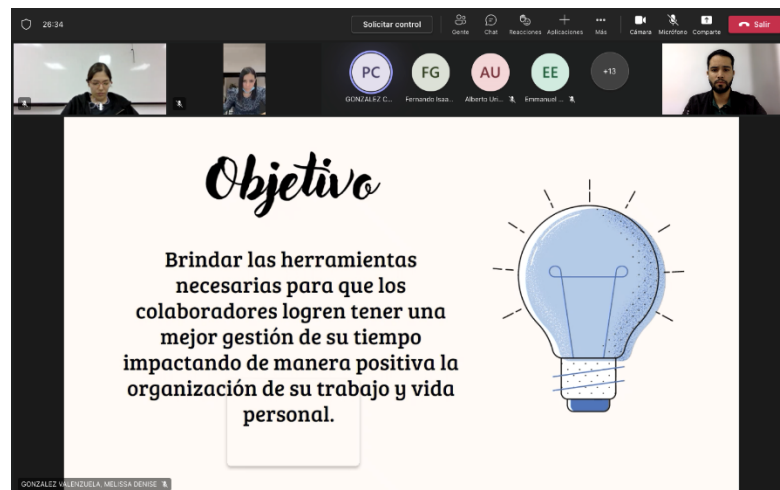 26:34
Solicitar control
Gente
Chat
Reacciones
Aplicaciones
Más
Cámara
Micrófono
Comparte
Salir
PC
FG
AU
EE
+13
GONZALEZ C...
Fernando Isaa...
Alberto Uri...
Emmanuel ...
Objetivo
Brindar las herramientas
necesarias para que los
colaboradores logren tener una
mejor gestión de su tiempo
impactando de manera positiva la
organización de su trabajo y vida
personal.
GONZALEZ VALENZUELA, MELISSA DENISE